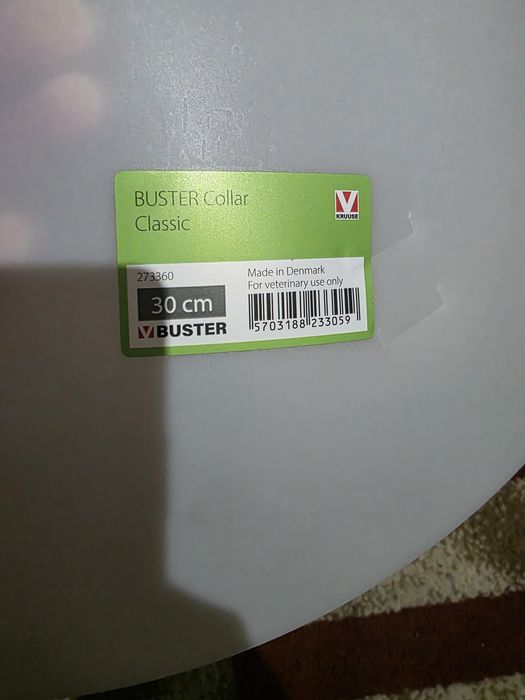 BUSTER Collar
Classic
KRUUSE
273360
30 cm
BUSTER
Made in Denmark
For veterinary use only
5703188 233059